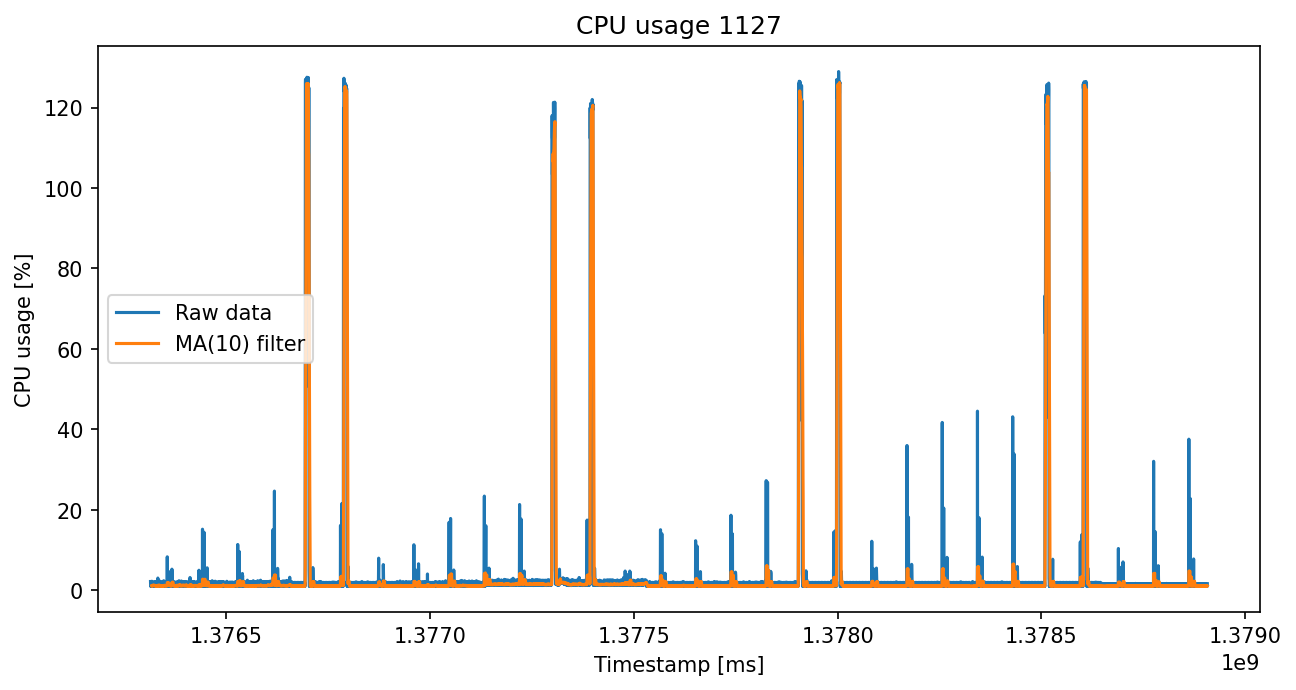 CPU usage 1127
120
100
80
60
40
20
0
CPU usage [%]
Raw data
MA(10) filter
1.3765 1.3770 1.3775 1.3780 1.3785 1.3790
1e9
Timestamp [ms]